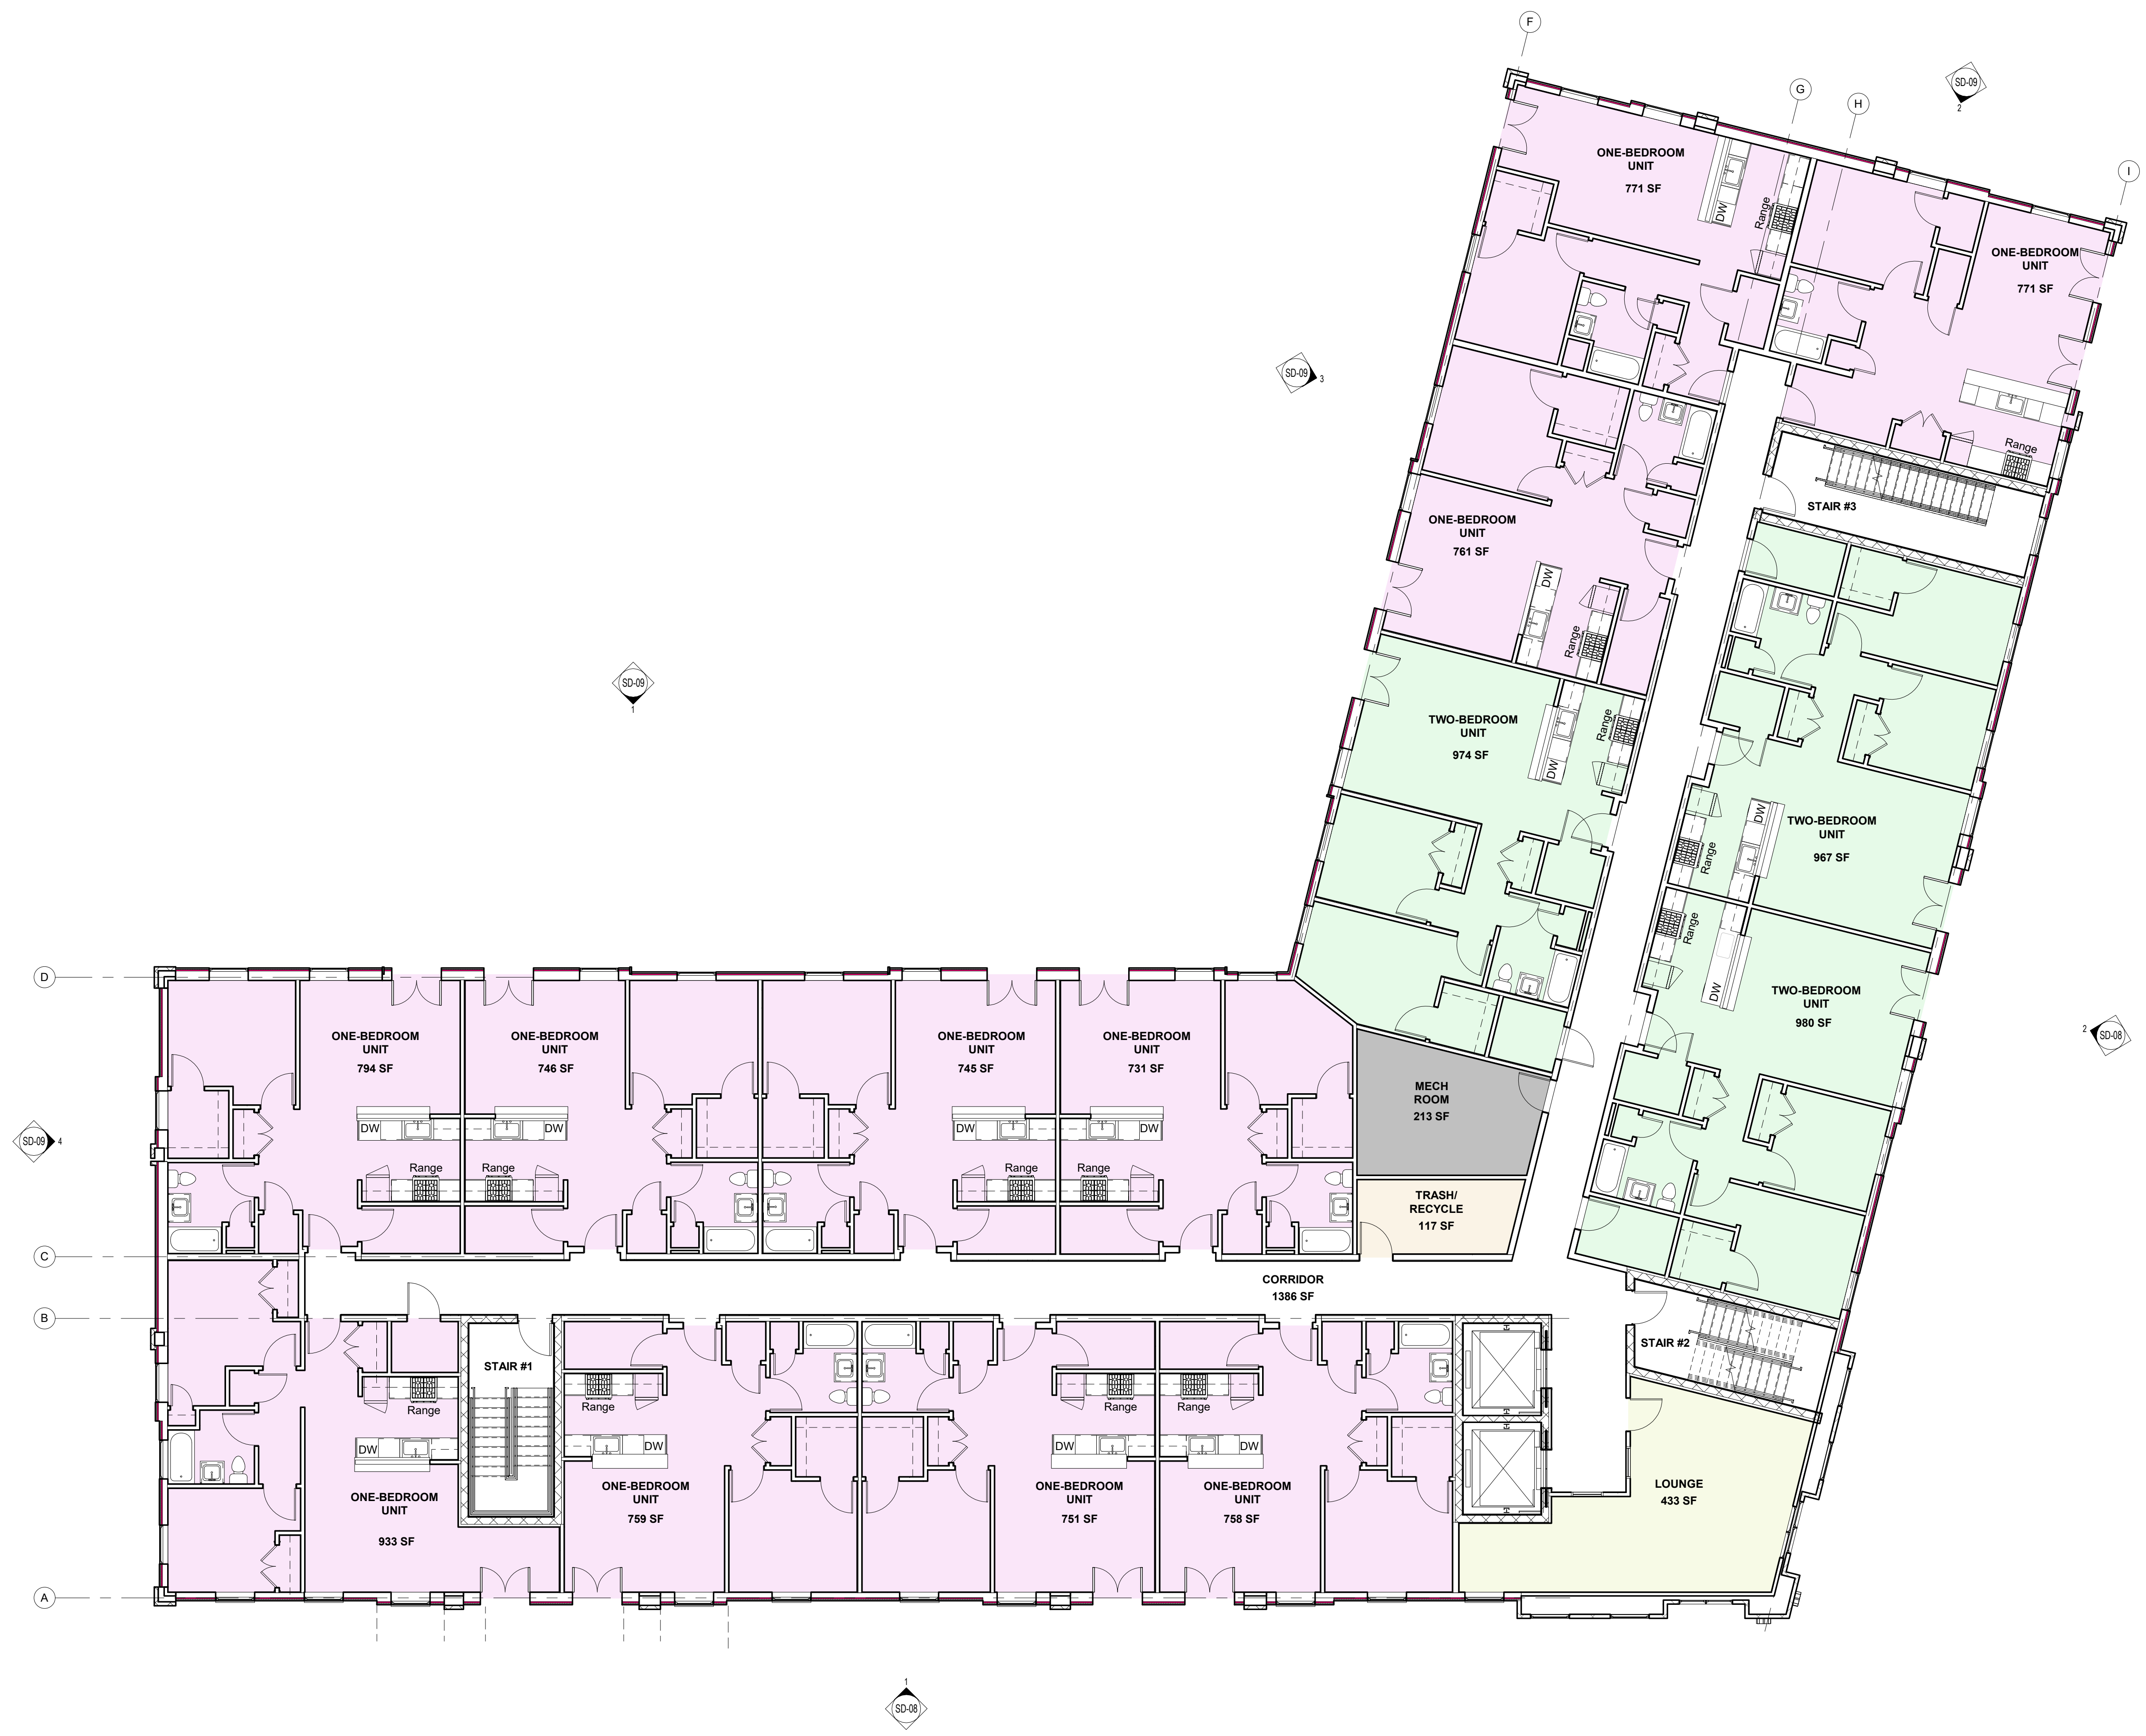 F
G
H
I
SD-09
2
ONE-BEDROOM
UNIT
771 SF
DW
Range
ONE-BEDROOM
UNIT
771 SF
Range
SD-09
3
STAIR #3
ONE-BEDROOM
UNIT
761 SF
DW
Range
SD-09
1
TWO-BEDROOM
UNIT
974 SF
DW
Range
TWO-BEDROOM
UNIT
967 SF
DW
Range
TWO-BEDROOM
UNIT
980 SF
DW
Range
2
SD-08
D
ONE-BEDROOM
UNIT
794 SF
DW
Range
ONE-BEDROOM
UNIT
746 SF
DW
Range
ONE-BEDROOM
UNIT
745 SF
DW
Range
ONE-BEDROOM
UNIT
731 SF
DW
Range
MECH
ROOM
213 SF
SD-09
4
TRASH/
RECYCLE
117 SF
C
CORRIDOR
1386 SF
B
STAIR #1
STAIR #2
Range
DW
ONE-BEDROOM
UNIT
933 SF
Range
DW
ONE-BEDROOM
UNIT
759 SF
Range
DW
ONE-BEDROOM
UNIT
751 SF
Range
DW
ONE-BEDROOM
UNIT
758 SF
LOUNGE
433 SF
A
1
SD-08